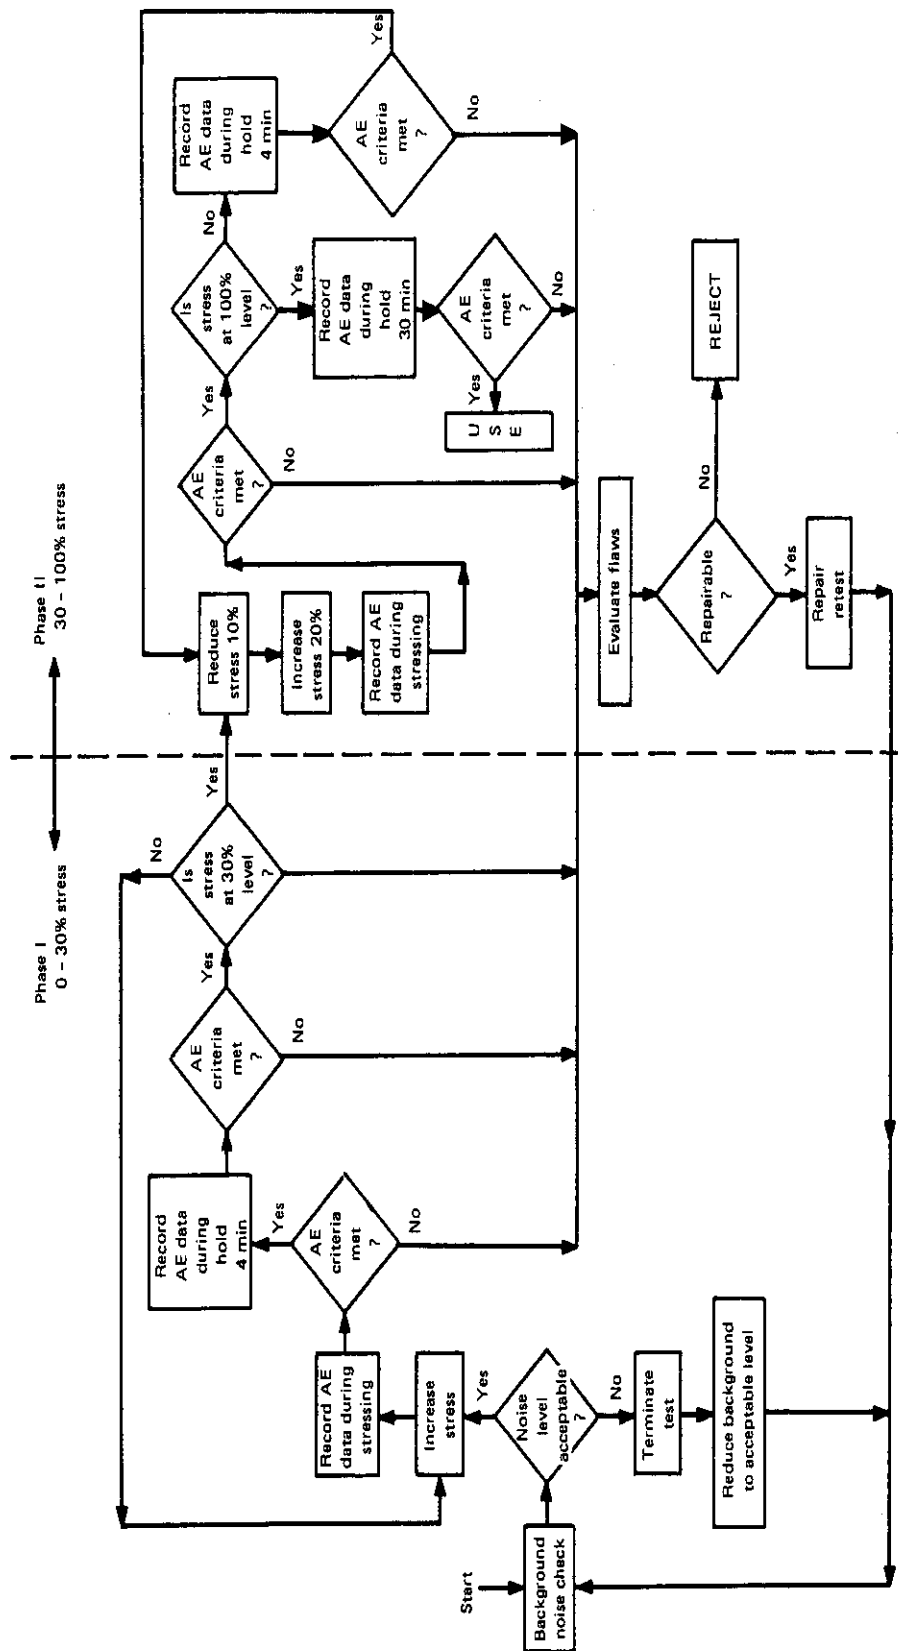 Phase I
0 – 30% stress
Phase II
30 – 100% stress
Start
Background
noise check
Noise
level
acceptable
?
Yes
No
Terminate
test
Reduce background
to acceptable level
Increase
stress
Record AE
data during
stressing
AE
criteria
met
?
Yes
No
Record
AE data
during
hold
4 min
AE
criteria
met
?
Yes
No
Is
stress
at 30%
level
?
No
Yes
Reduce
stress 10%
Increase
stress 20%
Record AE
data during
stressing
AE
criteria
met
?
Yes
No
Is
stress
at 100%
level
?
No
Yes
Record
AE data
during
hold
4 min
AE
criteria
met
?
Yes
No
Record
AE data
during
hold
30 min
AE
criteria
met
?
Yes
No
U
S
E
Evaluate flaws
Repairable
?
No
REJECT
Yes
Repair
retest